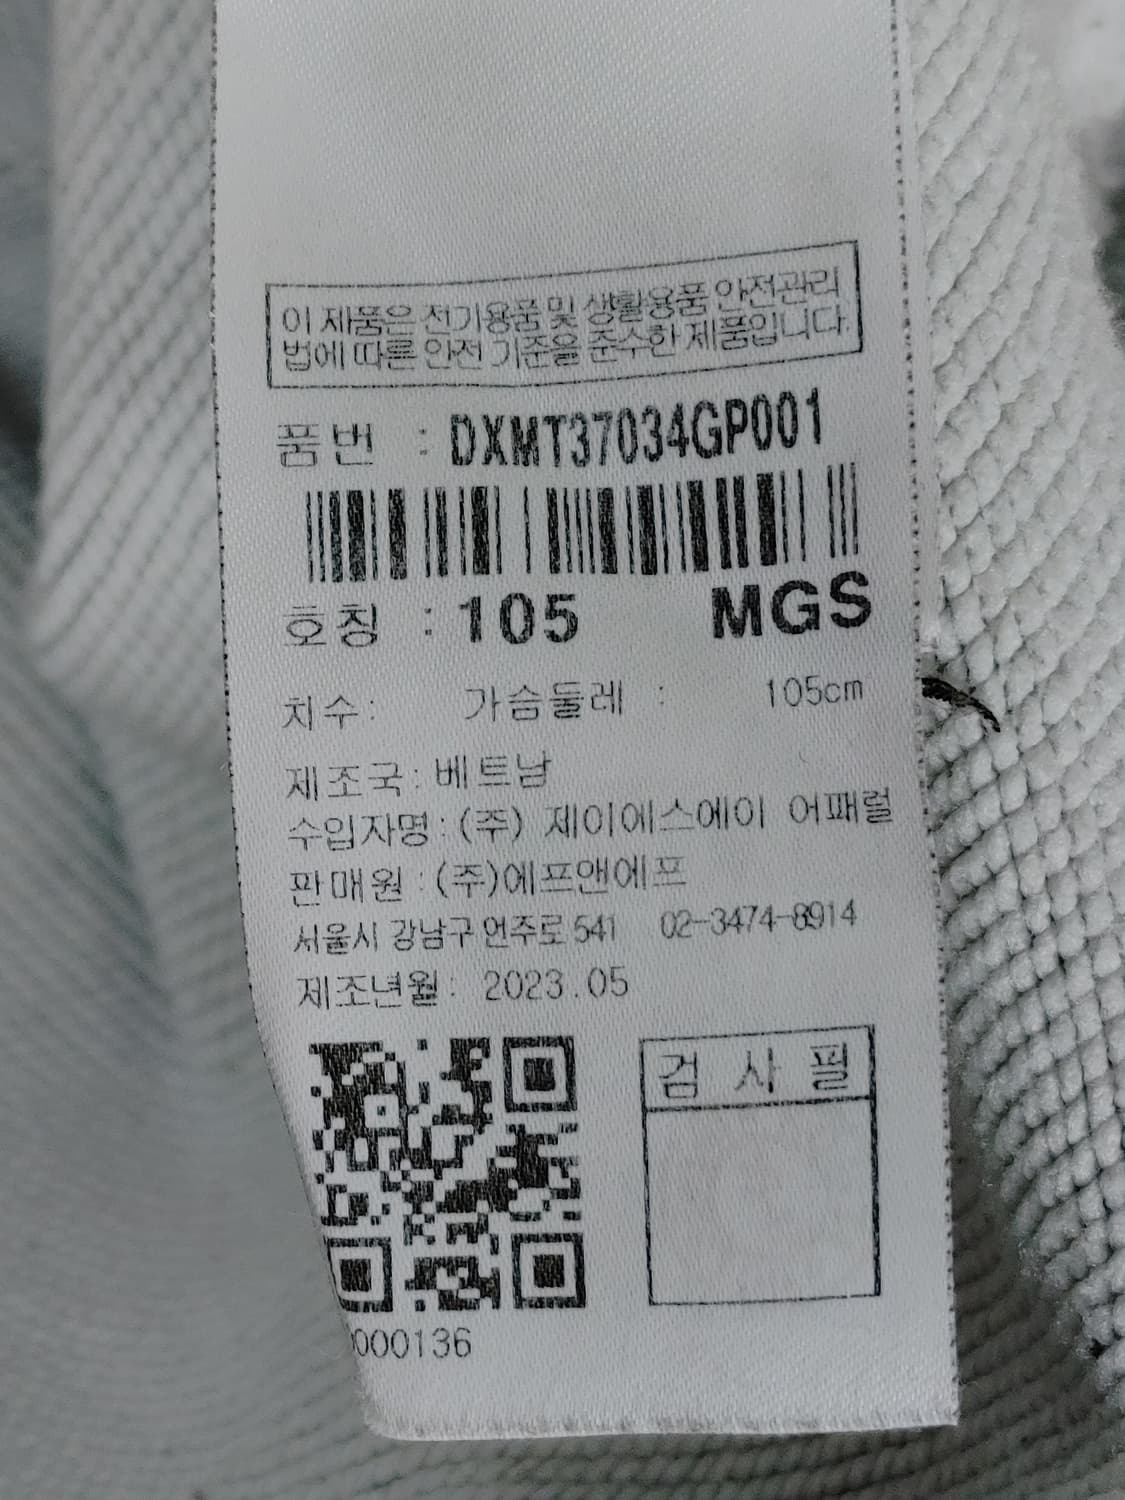 이 제품은 전기용품 및 생활용품 안전관리
법에 따른 안전 기준을 준수한 제품입니다.
품번 : DXMT37034GP001
호칭 : 105 MGS
치수: 가슴둘레 : 105cm
제조국: 베트남
수입자명: (주) 제이에스에이 어패럴
판매원 : (주)에프앤에프
서울시 강남구 언주로 541 02-3474-8914
제조년월: 2023.05
검 사 필
000136